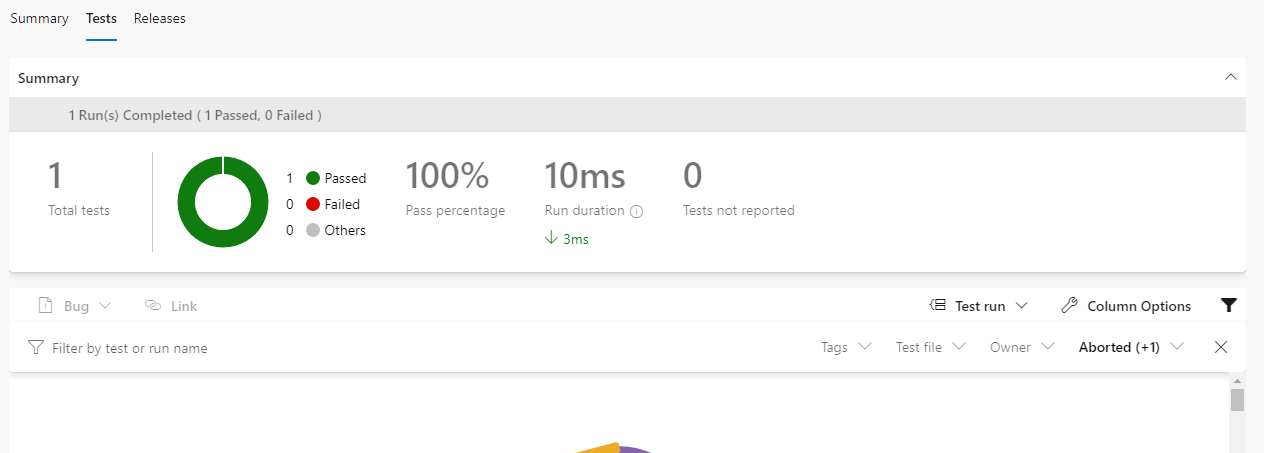 Summary Tests Releases
Summary
1 Run(s) Completed ( 1 Passed, 0 Failed )
1
Total tests
1 Passed
0 Failed
0 Others
100%
Pass percentage
10ms
Run duration
3ms
0
Tests not reported
Bug Link Test run Column Options
Filter by test or run name Tags Test file Owner Aborted (+1)